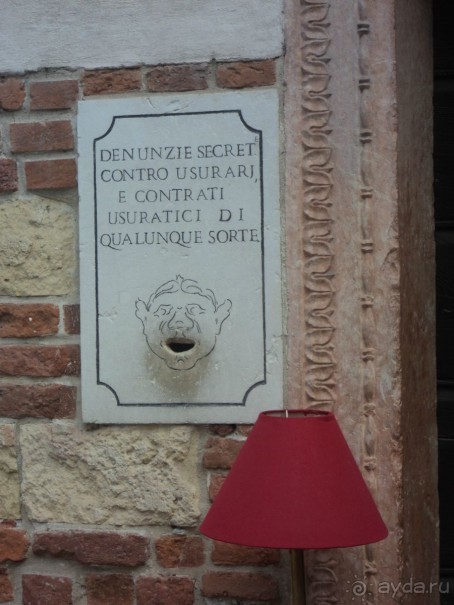 DENUNZIE SECRET.
CONTRO USURARJ,
E CONTRATI
USURATICI DI
QUALUNQUE SORTE
ayda.ru